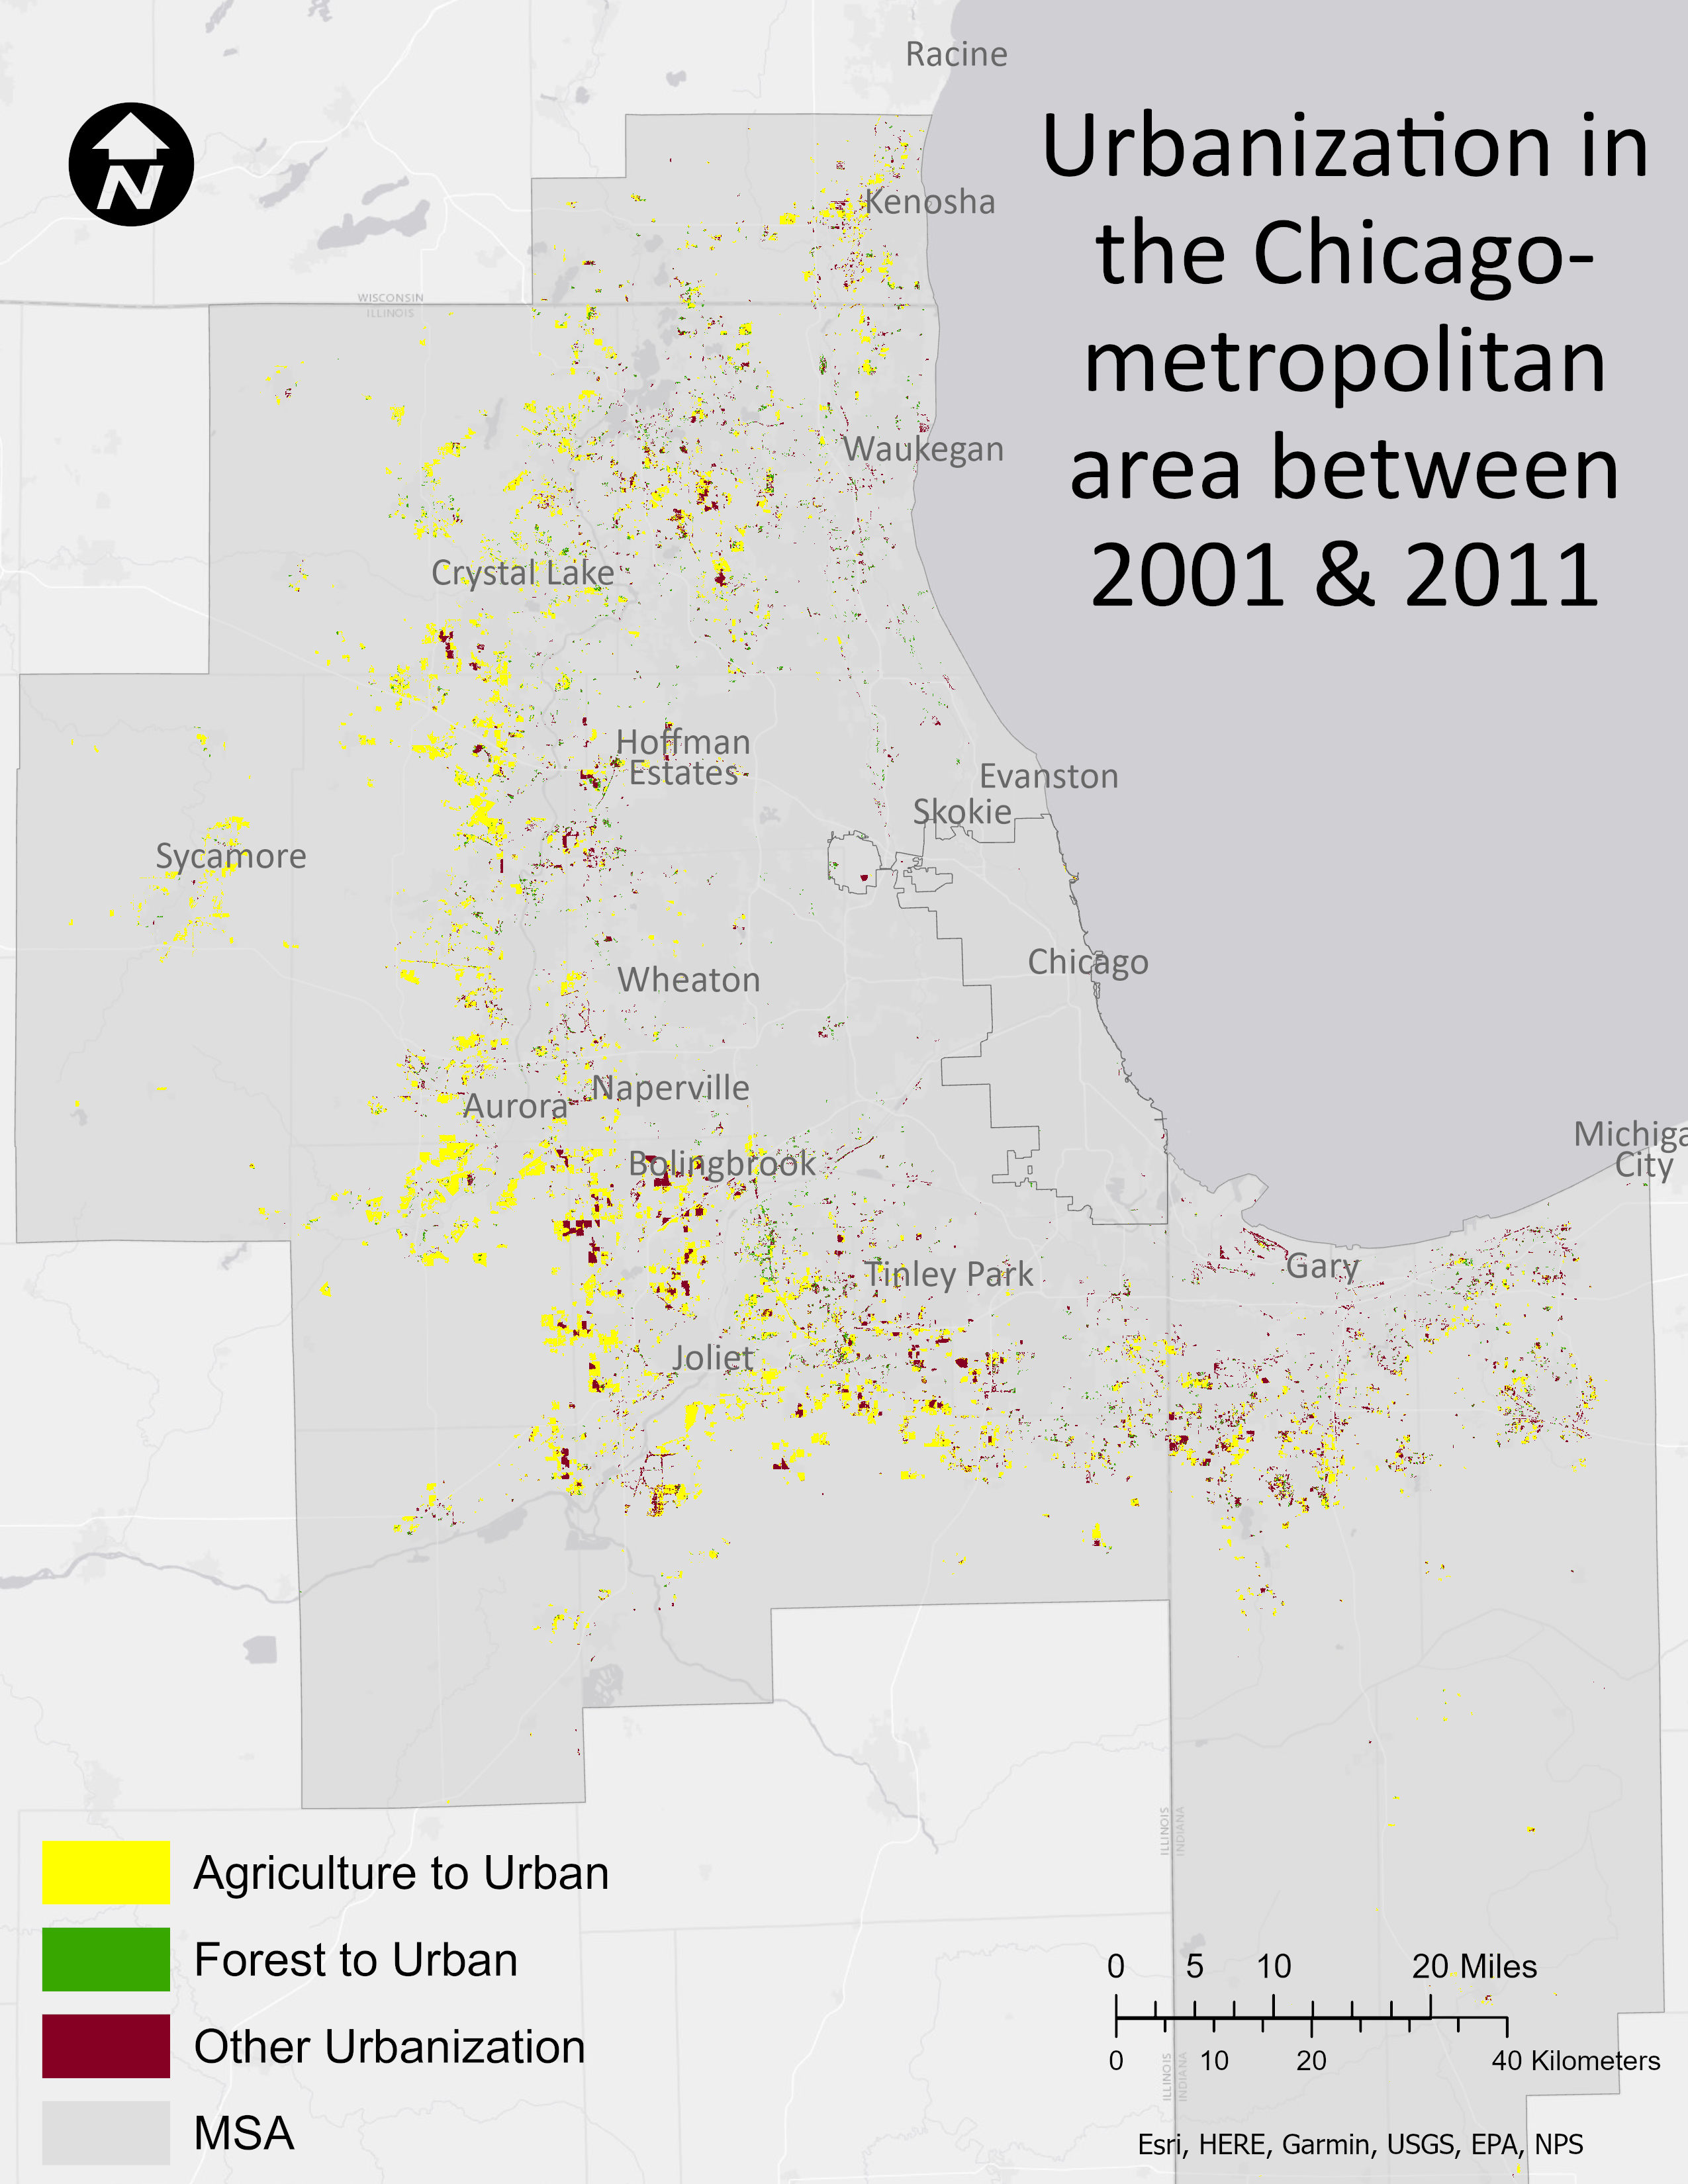 Racine
Urbanization in
the Chicago-
metropolitan
area between
2001 & 2011
N
Kenosha
WISCONSIN
ILLINOIS
Waukegan
Crystal Lake
Hoffman
Estates
Evanston
Skokie
Sycamore
Chicago
Wheaton
Naperville
Aurora
Michiga
City
Bolingbrook
Tinley Park
Gary
Joliet
ILLINOIS
INDIANA
Agriculture to Urban
Forest to Urban
Other Urbanization
MSA
0 5 10 20 Miles
0 10 20 40 Kilometers
ILLINOIS
INDIANA
Esri, HERE, Garmin, USGS, EPA, NPS